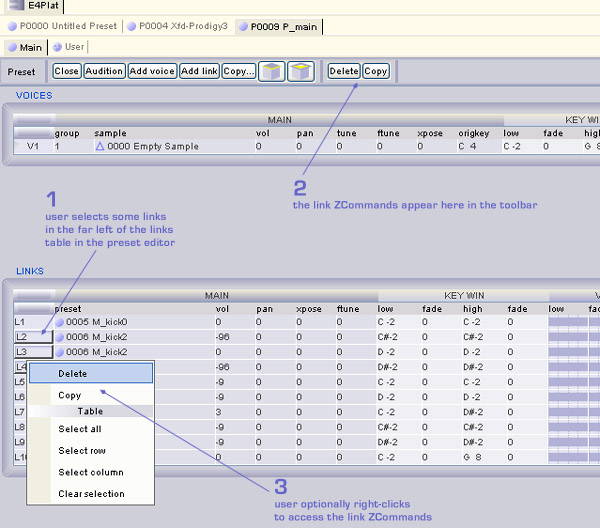 E4Plat
P0000 Untitled Preset P0004 Xfd-Prodigy3 P0009 P_main
Main User
Preset Close Audition Add voice Add link Copy... Delete Copy
VOICES
MAIN KEY WIN
group sample vol pan tune ftune xpose origkey low fade high
V1 1 0000 Empty Sample 0 0 0 0 0 C 4 C -2 0 G 8
1
user selects some links
in the far left of the links
table in the preset editor
2
the link ZCommands appear here in the toolbar
LINKS
MAIN KEY WIN V
preset vol pan xpose ftune low fade high fade low fad
L1 0005 M_kick0 0 0 0 0 C -2 0 C -2 0
L2 0006 M_kick2 -96 0 0 0 C#-2 0 C#-2 0
L3 0006 M_kick2 0 0 0 0 D -2 0 D -2 0
L4 -96 0 0 0 D#-2 0 D#-2 0
L5 -9 0 0 0 C -2 0 C -2 0
L6 -9 0 0 0 D -2 0 D -2 0
L7 3 0 0 0 C -2 0 D#-2 0
L8 -9 0 0 0 C#-2 0 C#-2 0
L9 -9 0 0 0 D#-2 0 D#-2 0
L10 0 0 0 0 C -2 0 G 8 0
Delete
Copy
Table
Select all
Select row
Select column
Clear selection
3
user optionally right-clicks
to access the link ZCommands